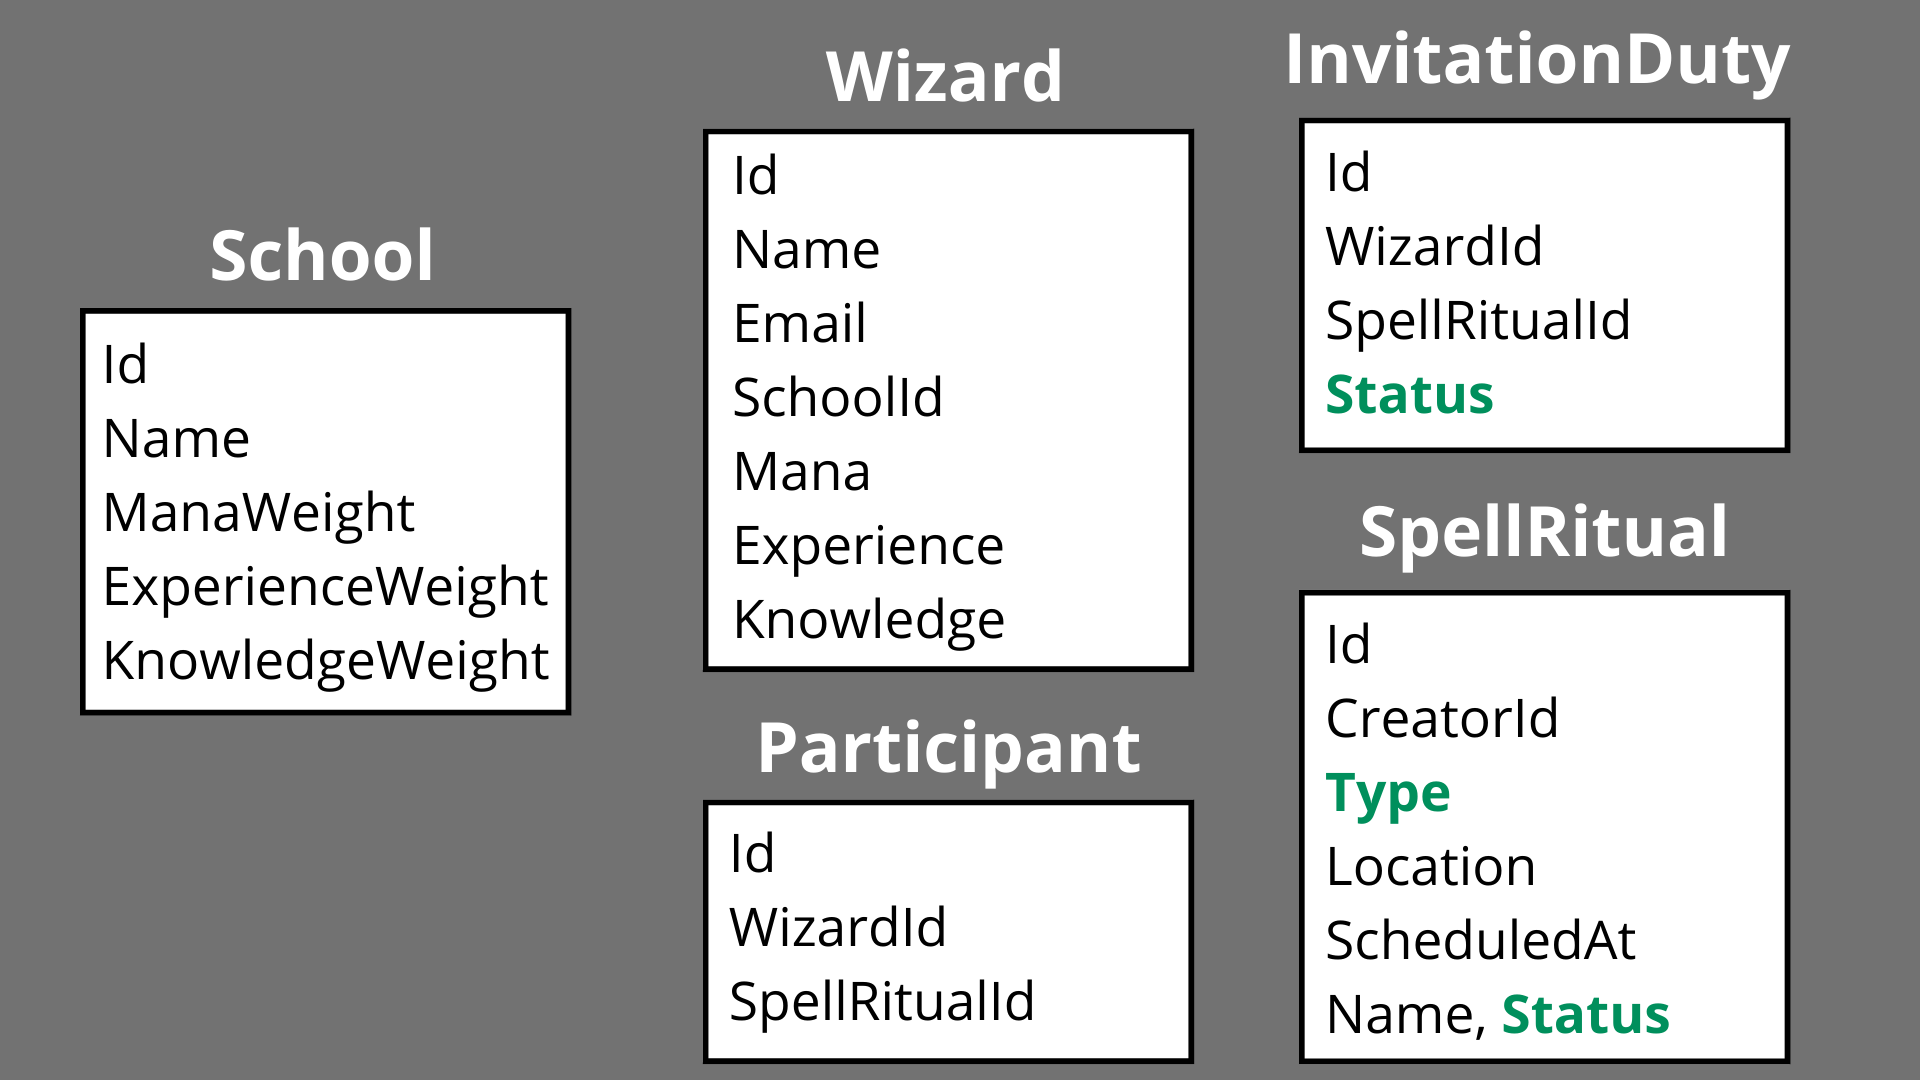 School
Id
Name
ManaWeight
ExperienceWeight
KnowledgeWeight
Wizard
Id
Name
Email
SchoolId
Mana
Experience
Knowledge
Participant
Id
WizardId
SpellRitualId
InvitationDuty
Id
WizardId
SpellRitualId
Status
SpellRitual
Id
CreatorId
Type
Location
ScheduledAt
Name, Status